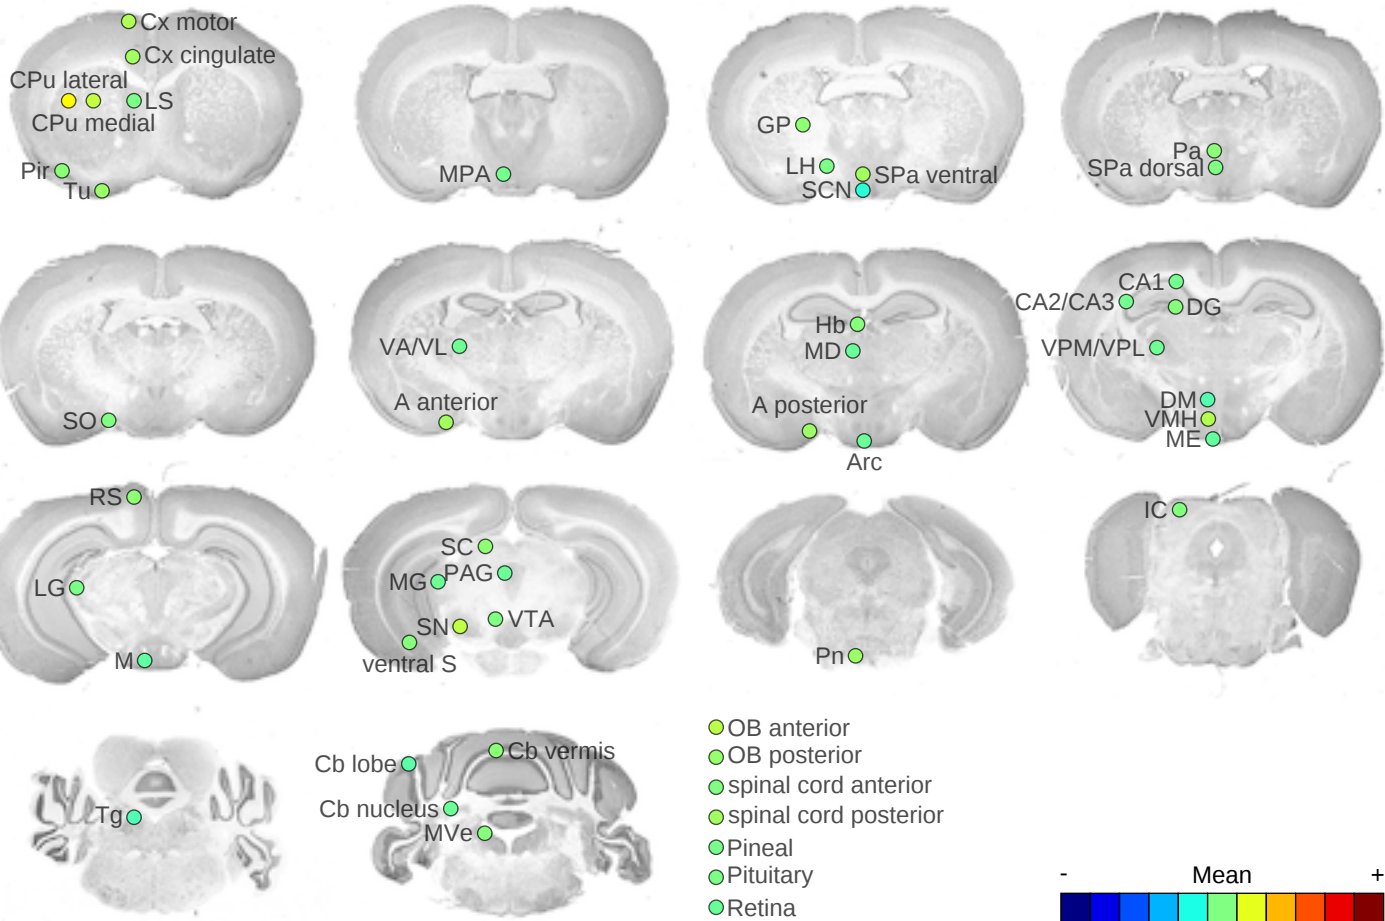 Cx motor
Cx cingulate
CPu lateral
LS
CPu medial
Pir
Tu
MPA
GP
LH
SPa ventral
SCN
Pa
SPa dorsal
SO
VA/VL
A anterior
Hb
MD
A posterior
Arc
CA1
CA2/CA3
DG
VPM/VPL
DM
VMH
ME
RS
LG
M
SC
MG
PAG
SN
VTA
ventral S
Pn
IC
Tg
Cb lobe
Cb vermis
Cb nucleus
MVe
OB anterior
OB posterior
spinal cord anterior
spinal cord posterior
Pineal
Pituitary
Retina
- Mean +